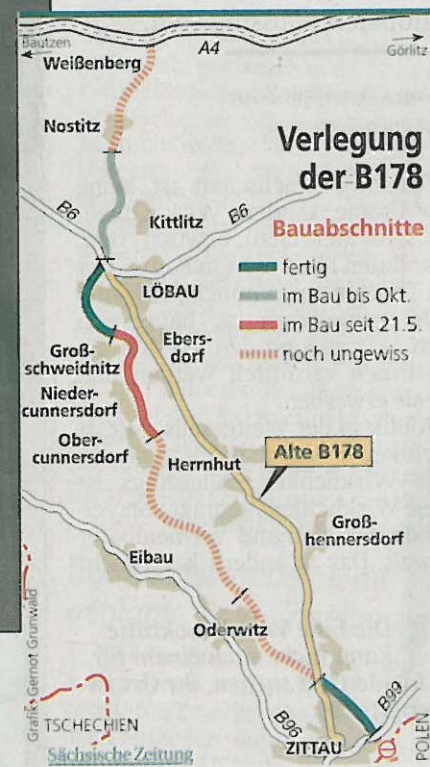 Bautzen
A4
Görlitz
Weißenberg
Nostitz
Verlegung
der B178
B6
Kittlitz
B6
Bauabschnitte
fertig
im Bau bis Okt.
im Bau seit 21.5.
noch ungewiss
LÖBAU
Ebers-
dorf
Groß-
schweidnitz
Nieder-
cunnersdorf
Ober-
cunnersdorf
Herrnhut
Alte B178
Groß-
hennersdorf
Eibau
Oderwitz
B96
B99
ZITTAU
TSCHECHIEN
POLEN
Grafik: Gernot Grunwald
Sächsische Zeitung